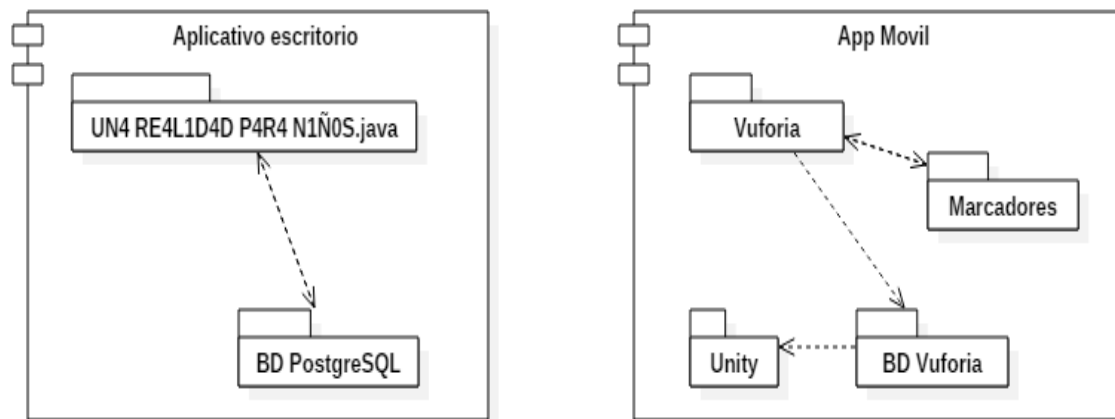 Aplicativo escritorio
UN4 RE4L1D4D P4R4 N1Ñ0S.java
BD PostgreSQL
App Movil
Vuforia
Marcadores
Unity
BD Vuforia